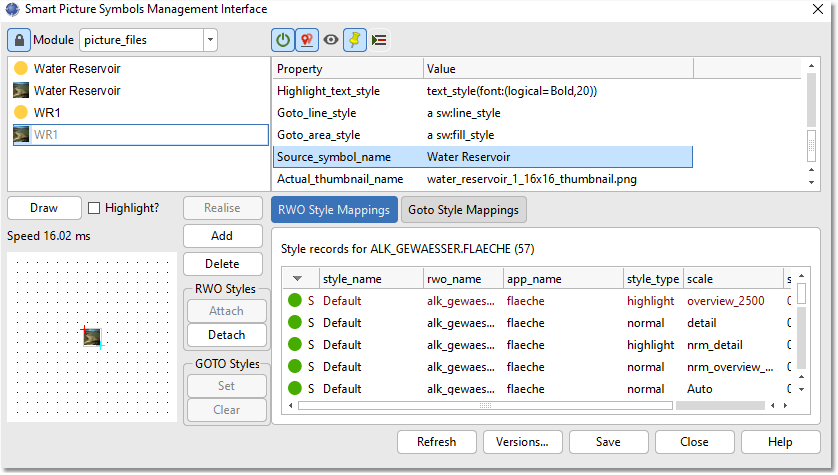 Smart Picture Symbols Management Interface
Module picture_files
Water Reservoir
Water Reservoir
WR1
WR1
Property Value
Highlight_text_style text_style(font:(logical=Bold,20))
Goto_line_style a sw:line_style
Goto_area_style a sw:fill_style
Source_symbol_name Water Reservoir
Actual_thumbnail_name water_reservoir_1_16x16_thumbnail.png
Draw Highlight? Realise
Speed 16.02 ms
Add
Delete
RWO Styles
Attach
Detach
GOTO Styles
Set
Clear
RWO Style Mappings Goto Style Mappings
Style records for ALK_GEWAESSER.FLAECHE (57)
style_name rwo_name app_name style_type scale s
S Default alk_gewaes... flaeche highlight overview_2500
S Default alk_gewaes... flaeche normal detail
S Default alk_gewaes... flaeche highlight nrm_detail
S Default alk_gewaes... flaeche normal nrm_overview_...
S Default alk_gewaes... flaeche normal Auto
Refresh Versions... Save Close Help